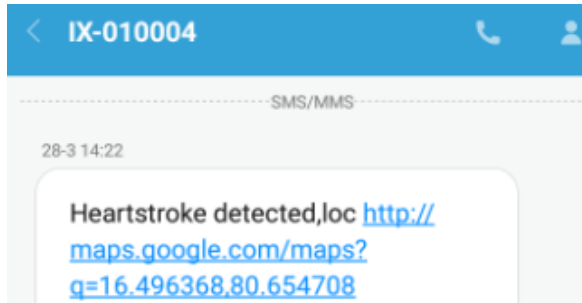 IX-010004
SMS/MMS
28-3 14:22
Heartstroke detected,loc http://
maps.google.com/maps?
q=16.496368,80.654708